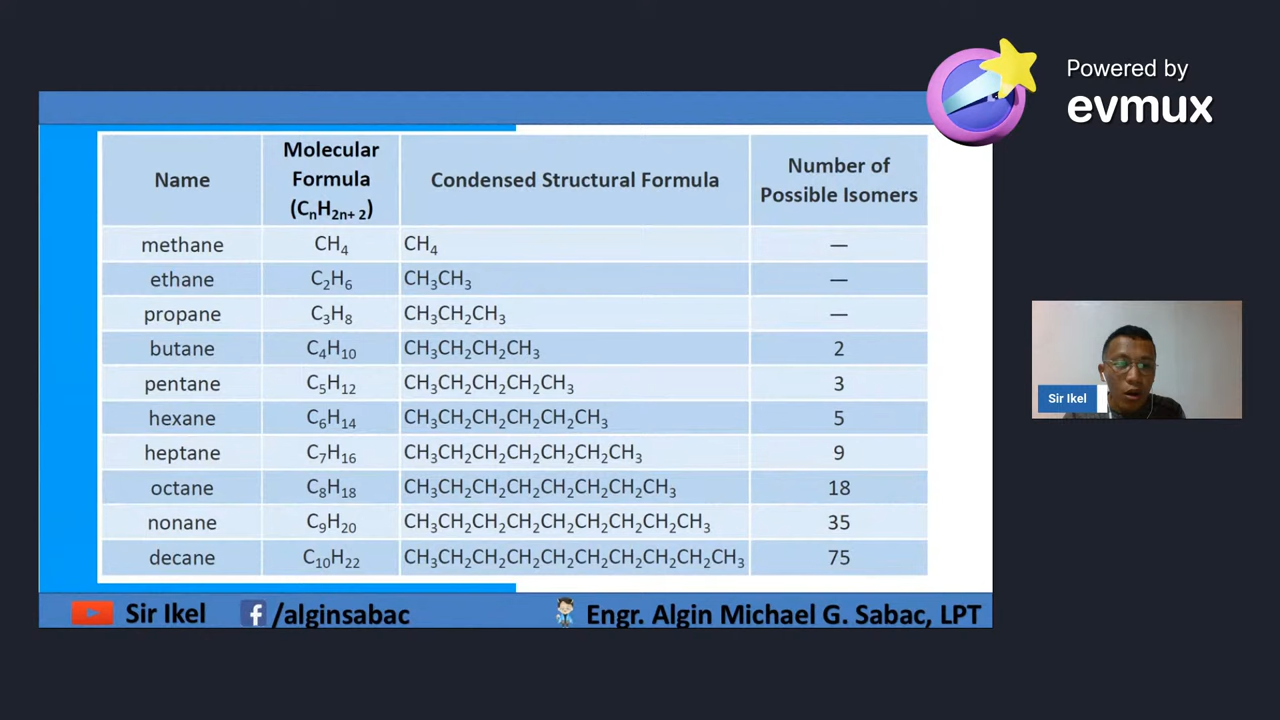 Powered by
evmux
Name
Molecular
Formula
(CₙH₂ₙ₊ ₂)
Condensed Structural Formula
Number of
Possible Isomers
methane CH₄ CH₄ —
ethane C₂H₆ CH₃CH₃ —
propane C₃H₈ CH₃CH₂CH₃ —
butane C₄H₁₀ CH₃CH₂CH₂CH₃ 2
pentane C₅H₁₂ CH₃CH₂CH₂CH₂CH₃ 3
hexane C₆H₁₄ CH₃CH₂CH₂CH₂CH₂CH₃ 5
heptane C₇H₁₆ CH₃CH₂CH₂CH₂CH₂CH₂CH₃ 9
octane C₈H₁₈ CH₃CH₂CH₂CH₂CH₂CH₂CH₂CH₃ 18
nonane C₉H₂₀ CH₃CH₂CH₂CH₂CH₂CH₂CH₂CH₂CH₃ 35
decane C₁₀H₂₂ CH₃CH₂CH₂CH₂CH₂CH₂CH₂CH₂CH₂CH₃ 75
Sir Ikel
Sir Ikel /alginsabac Engr. Algin Michael G. Sabac, LPT